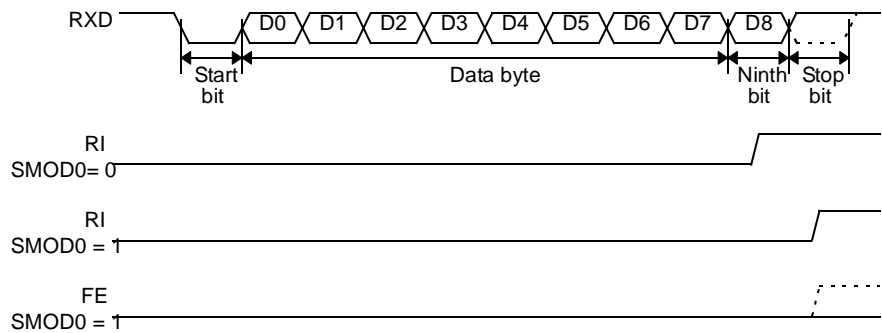 RXD D0 D1 D2 D3 D4 D5 D6 D7 D8
Start bit Data byte Ninth bit Stop bit
RI
SMOD0= 0
RI
SMOD0 = 1
FE
SMOD0 = 1